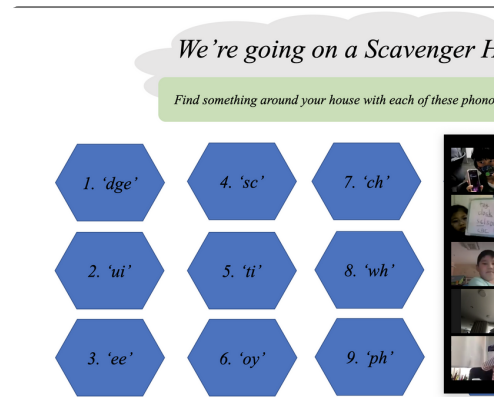 We're going on a Scavenger H
Find something around your house with each of these phono
1. ‘dge’
4. ‘sc’
7. ‘ch’
2. ‘ui’
5. ‘ti’
8. ‘wh’
3. ‘ee’
6. ‘oy’
9. ‘ph’